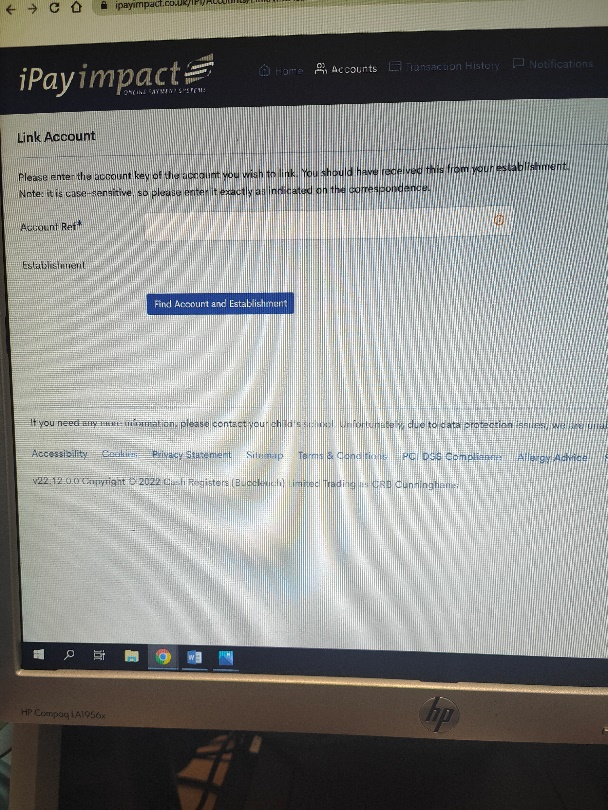 ipayimpact.co.uk/IPI/Accounts/
iPayimpact
ONLINE PAYMENT SYSTEMS
Home Accounts Transaction History Notifications
Link Account
Please enter the account key of the account you wish to link. You should have received this from your establishment.
Note: it is case-sensitive, so please enter it exactly as indicated on the correspondence.
Account Ref*
Establishment
Find Account and Establishment
If you need any more information, please contact your child's school. Unfortunately, due to data protection issues, we are
Accessibility Cookies Privacy Statement Sitemap Terms & Conditions PCI DSS Compliance Allergy Advice
v22.12.0.0 Copyright © 2022 Cash Registers (Buccleuch) Limited Trading as CRB Cunninghams
HP Compaq LA1956x
hp